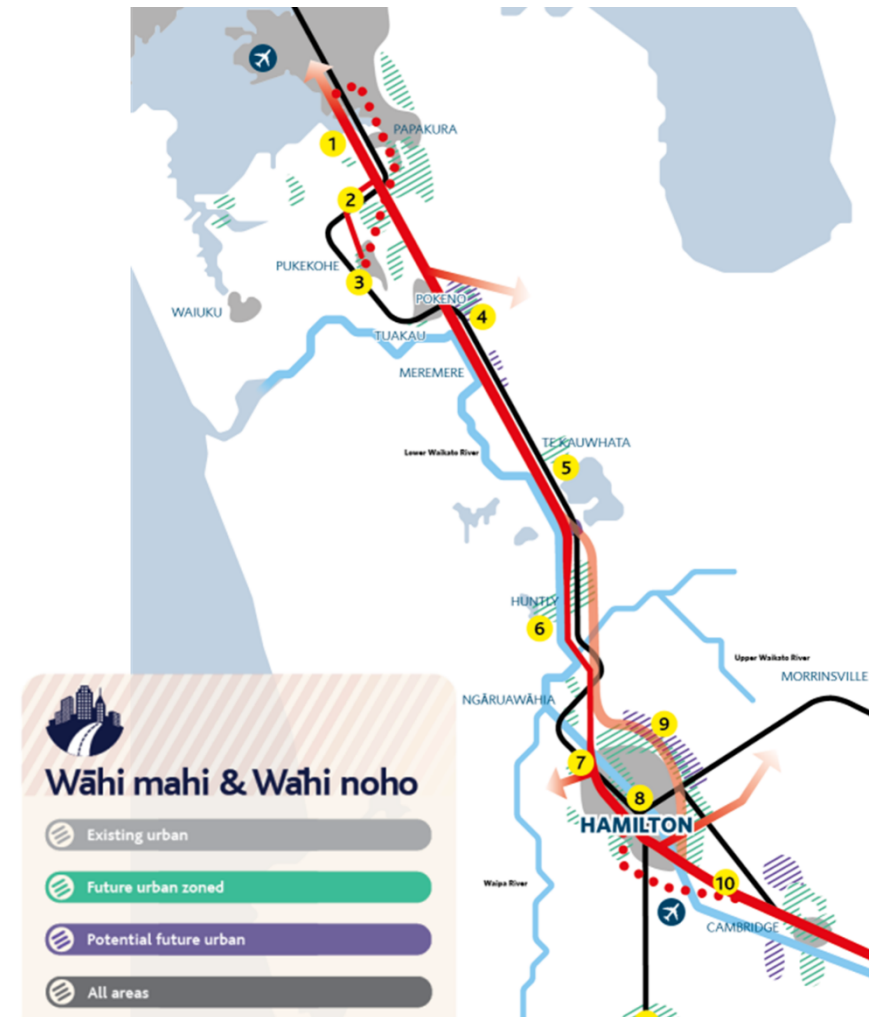 PAPAKURA
1
2
PUKEKOHE
3
WAIUKU
POKENO
4
TUAKAU
MEREMERE
Lower Waikato River
TE KAUWHATA
5
HUNTLY
6
Upper Waikato River
MORRINSVILLE
NGĀRUAWĀHIA
9
7
8
HAMILTON
Waipa River
10
CAMBRIDGE
Wāhi mahi & Wāhi noho
Existing urban
Future urban zoned
Potential future urban
All areas